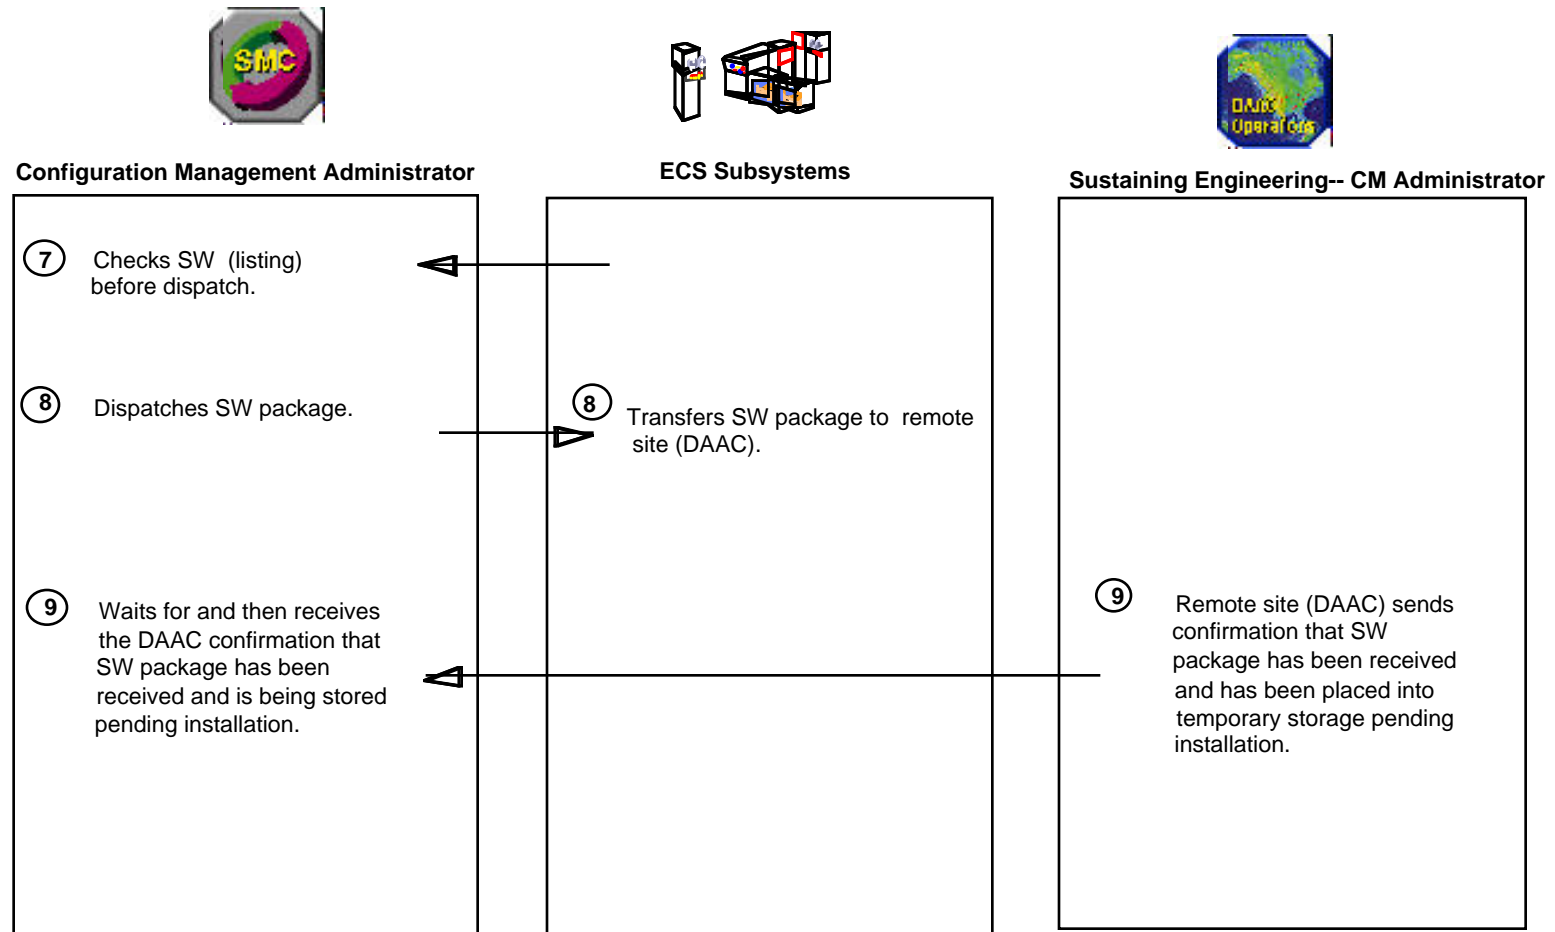 SMC
DAAC
Operations
Configuration Management Administrator
ECS Subsystems
Sustaining Engineering-- CM Administrator
7
Checks SW (listing)
before dispatch.
8
Dispatches SW package.
8
Transfers SW package to remote
site (DAAC).
9
Waits for and then receives
the DAAC confirmation that
SW package has been
received and is being stored
pending installation.
9
Remote site (DAAC) sends
confirmation that SW
package has been received
and has been placed into
temporary storage pending
installation.